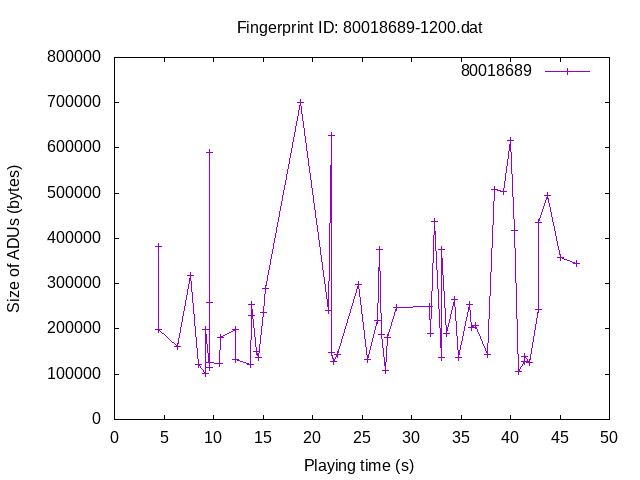 Fingerprint ID: 80018689-1200.dat
80018689
800000
700000
600000
500000
400000
300000
200000
100000
0
Size of ADUs (bytes)
0 5 10 15 20 25 30 35 40 45 50
Playing time (s)